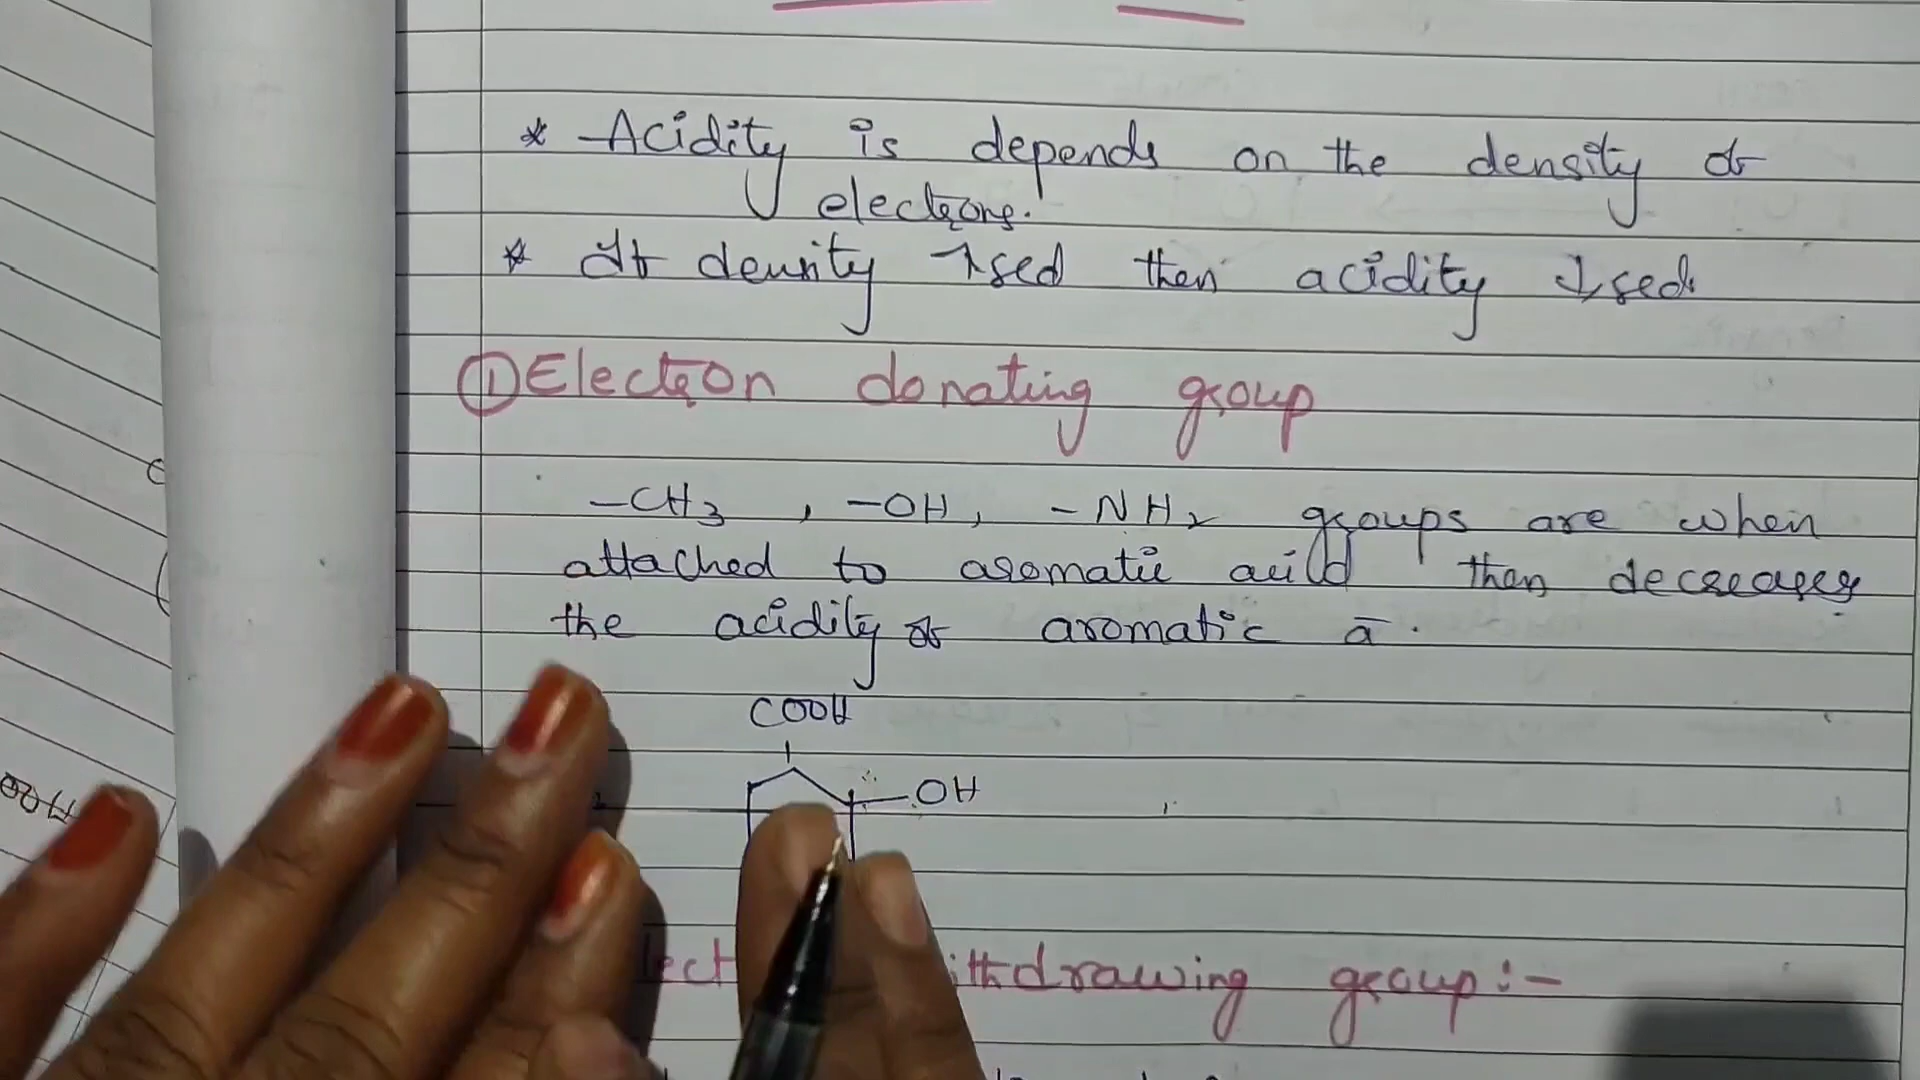 * Acidity is depends on the density of
electrons.
* If density ↑sed then acidity ↓sed.
① Electron donating group
-CH3 , -OH, -NH2 groups are when
attached to aromatic acid then decreases
the acidity of aromatic a.
COOH
OH
lect ithdrawing group:-